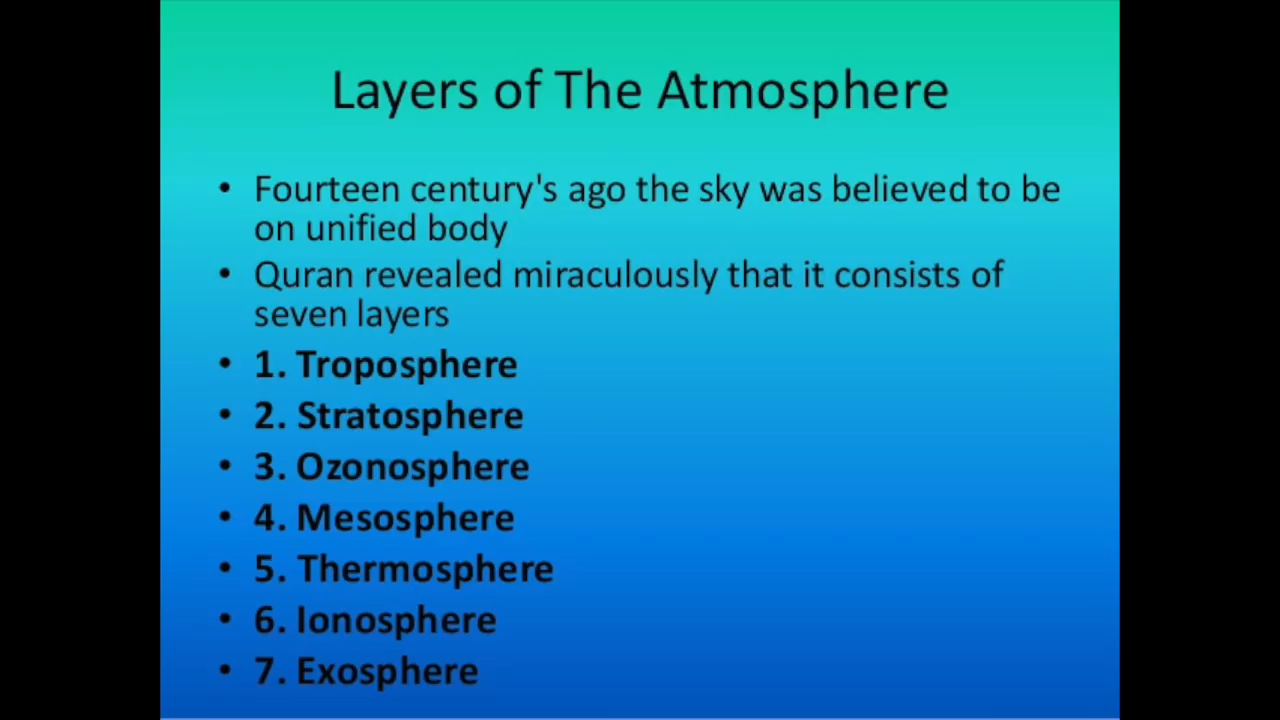 Layers of The Atmosphere
• Fourteen century's ago the sky was believed to be
on unified body
• Quran revealed miraculously that it consists of
seven layers
• 1. Troposphere
• 2. Stratosphere
• 3. Ozonosphere
• 4. Mesosphere
• 5. Thermosphere
• 6. Ionosphere
• 7. Exosphere